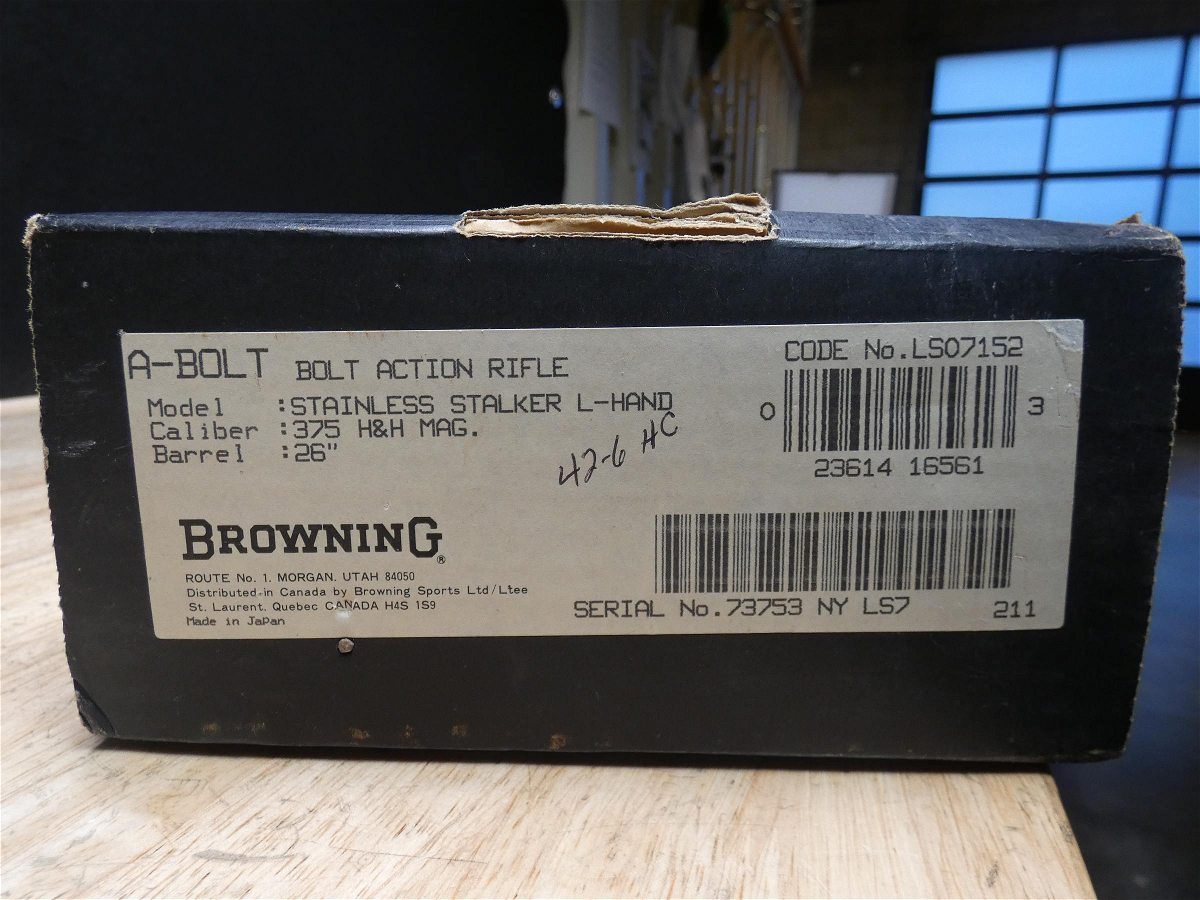 A-BOLT BOLT ACTION RIFLE
Model :STAINLESS STALKER L-HAND
Caliber :375 H&H MAG.
Barrel :26"
42-6 HC
CODE No.LS07152
0 3
23614 16561
BROWNING®
ROUTE No. 1, MORGAN, UTAH 84050
Distributed in Canada by Browning Sports Ltd/Ltee
St. Laurent, Quebec CANADA H4S 1S9
Made in Japan
SERIAL No.73753 NY LS7 211